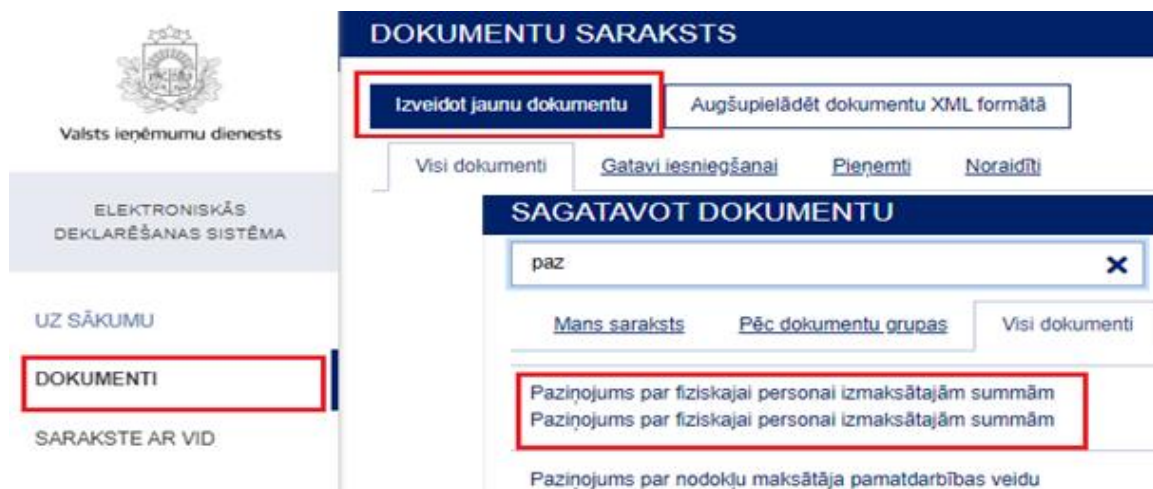 Valsts ieņēmumu dienests
ELEKTRONISKĀS
DEKLARĒŠANAS SISTĒMA
UZ SĀKUMU
DOKUMENTI
SARAKSTE AR VID
DOKUMENTU SARAKSTS
Izveidot jaunu dokumentu
Augšupielādēt dokumentu XML formātā
Visi dokumenti
Gatavi iesniegšanai
Pieņemti
Noraidīti
SAGATAVOT DOKUMENTU
paz
Mans saraksts
Pēc dokumentu grupas
Visi dokumenti
Paziņojums par fiziskajai personai izmaksātajām summām
Paziņojums par fiziskajai personai izmaksātajām summām
Paziņojums par nodokļu maksātāja pamatdarbības veidu